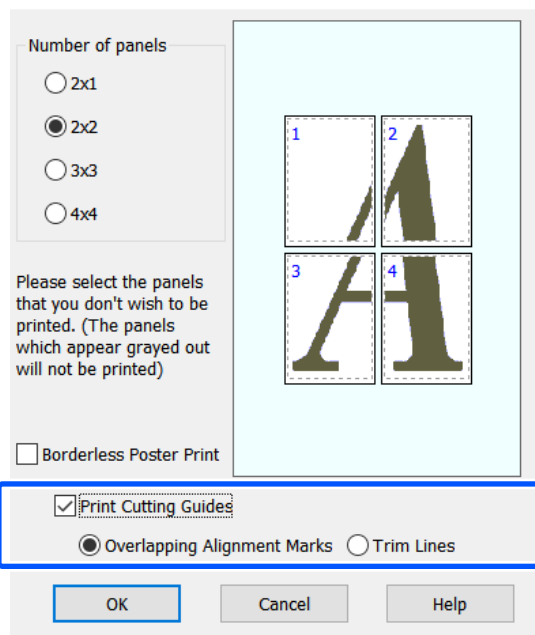 Number of panels
2x1
2x2
3x3
4x4
1
2
3
4
A
Please select the panels
that you don't wish to be
printed. (The panels
which appear grayed out
will not be printed)
Borderless Poster Print
Print Cutting Guides
Overlapping Alignment Marks Trim Lines
OK Cancel Help